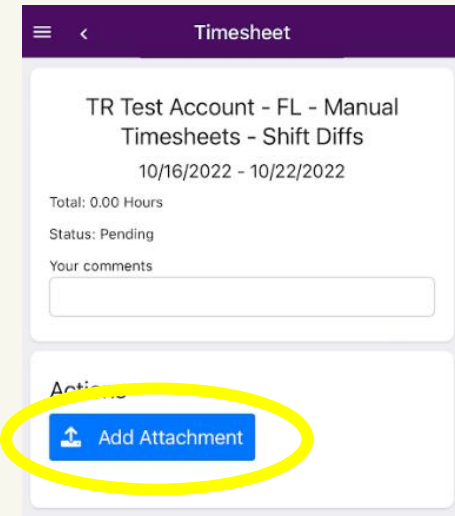 Timesheet
TR Test Account - FL - Manual
Timesheets - Shift Diffs
10/16/2022 - 10/22/2022
Total: 0.00 Hours
Status: Pending
Your comments
Actions
Add Attachment